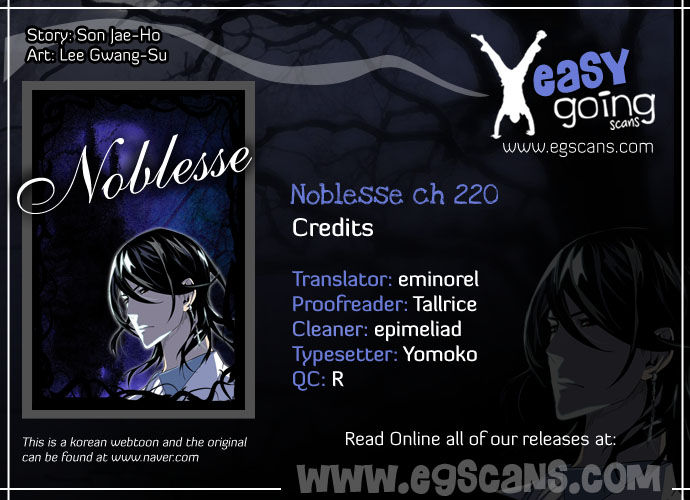 Story: Son Jae-Ho
Art: Lee Gwang-Su
easy
going
scans
www.egscans.com
Noblesse
Noblesse ch 220
Credits
Translator: eminorel
Proofreader: Tallrice
Cleaner: epimeliad
Typesetter: Yomoko
QC: R
This is a korean webtoon and the original
can be found at www.naver.com
Read Online all of our releases at:
www.egscans.com